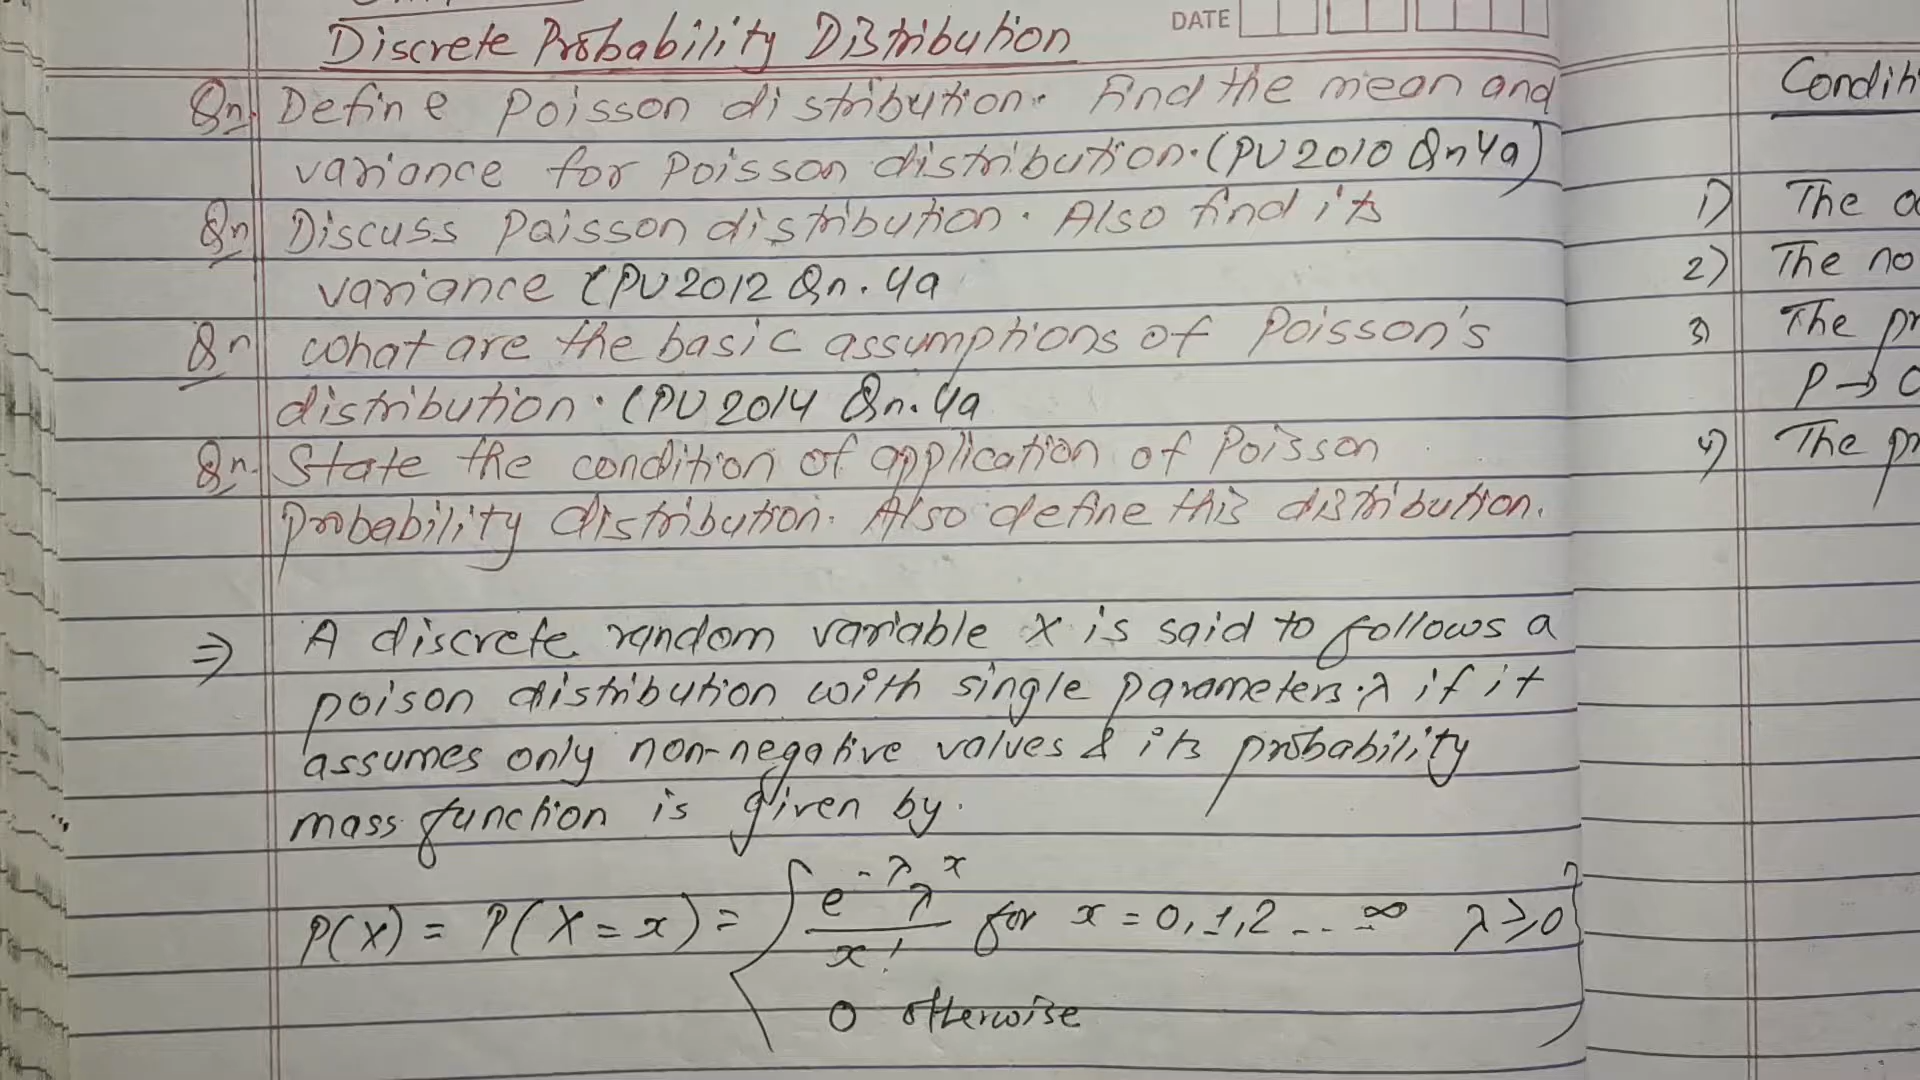 Discrete Probability Distribution
DATE
Qn. Define poisson distribution. Find the mean and
variance for Poisson distribution. (PU 2010 Qn 4a)
Qn Discuss Paisson distribution. Also find its
variance (PU 2012 Qn. 4a
Qn what are the basic assumptions of Poisson's
distribution. (PU 2014 Qn. 4a
Qn. State the condition of application of Poisson
probability distribution. Also define this distribution.
⇒ A discrete random variable X is said to follows a
poison distribution with single parameters λ if it
assumes only non-negative values & its probability
mass function is given by.
P(X) = P(X = x) = { e^-λ λ^x / x! for x = 0, 1, 2 ... ∞ λ ≥ 0 }
0 otherwise
1) The
2) The no
3) The
p →
4) The